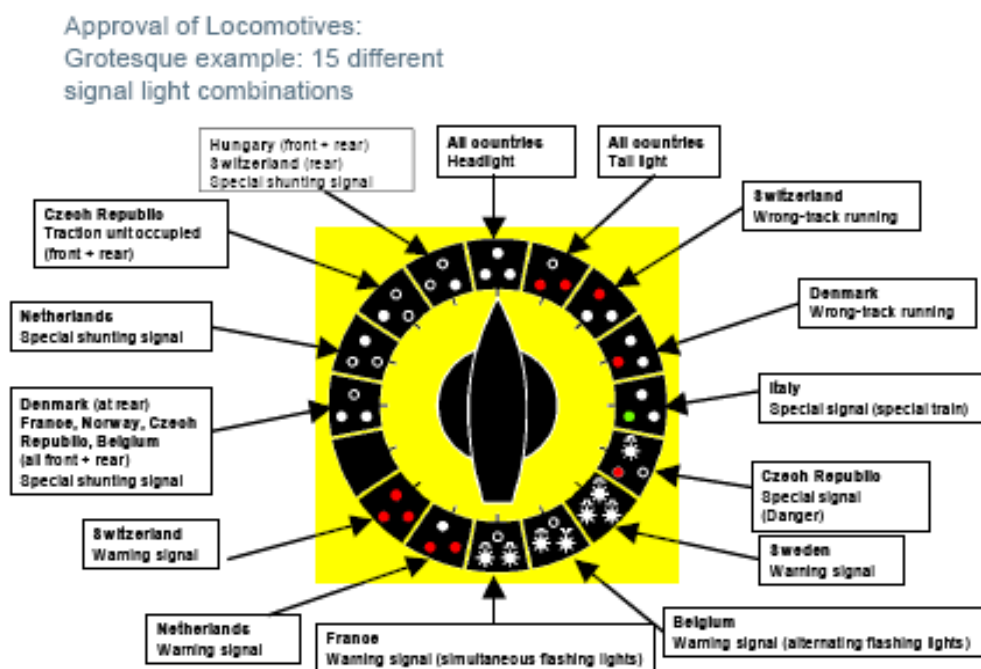 Approval of Locomotives:
Grotesque example: 15 different
signal light combinations
Hungary (front + rear)
Switzerland (rear)
Special shunting signal
All countries
Headlight
All countries
Tail light
Switzerland
Wrong-track running
Czech Republic
Traction unit occupied
(front + rear)
Denmark
Wrong-track running
Netherlands
Special shunting signal
Italy
Special signal (special train)
Denmark (at rear)
France, Norway, Czech
Republic, Belgium
(all front + rear)
Special shunting signal
Czech Republic
Special signal
(Danger)
Switzerland
Warning signal
Sweden
Warning signal
Netherlands
Warning signal
France
Warning signal (simultaneous flashing lights)
Belgium
Warning signal (alternating flashing lights)